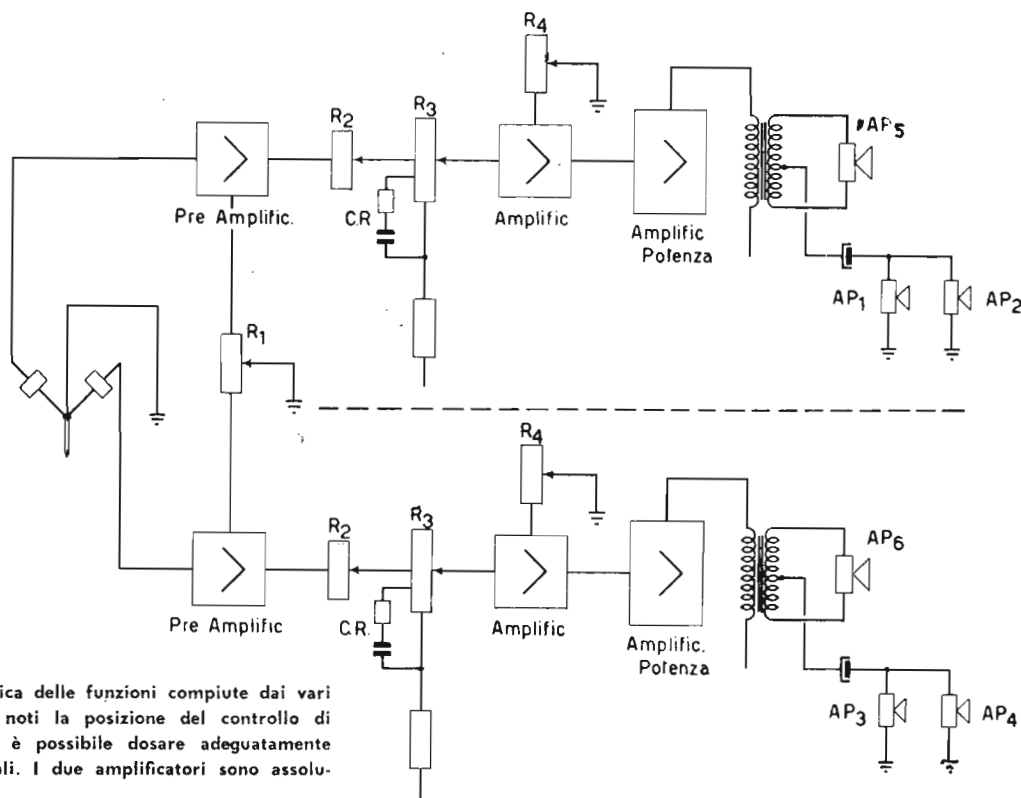 R4
R2
R3
AP5
Pre Amplific.
C.R
Amplific
Amplific
Potenza
AP1
AP2
R1
R4
R2
R3
AP6
Pre Amplific
C.R.
Amplific
Amplific.
Potenza
AP3
AP4
ica delle funzioni compiute dai vari
noti la posizione del controllo di
è possibile dosare adeguatamente
li. I due amplificatori sono assolu-